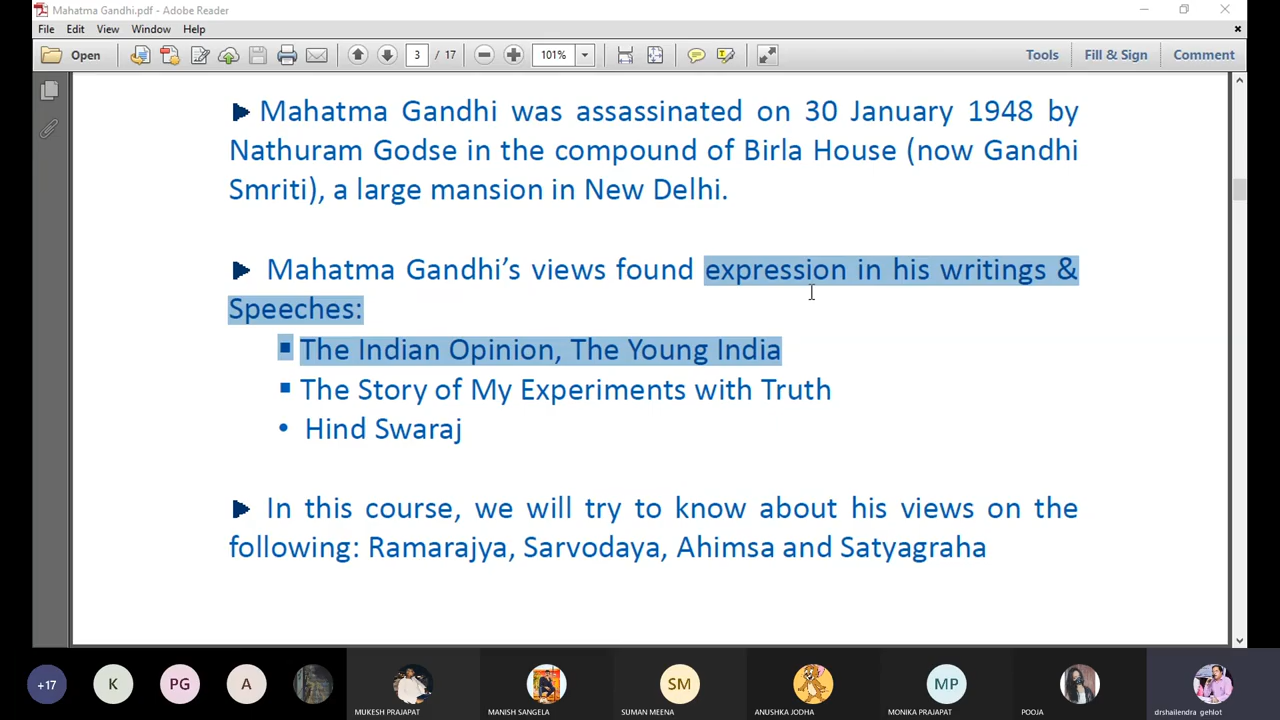 Mahatma Gandhi.pdf - Adobe Reader
File Edit View Window Help
Open 3 / 17 101% Tools Fill & Sign Comment
Mahatma Gandhi was assassinated on 30 January 1948 by
Nathuram Godse in the compound of Birla House (now Gandhi
Smriti), a large mansion in New Delhi.
Mahatma Gandhi’s views found expression in his writings &
Speeches:
The Indian Opinion, The Young India
The Story of My Experiments with Truth
• Hind Swaraj
In this course, we will try to know about his views on the
following: Ramarajya, Sarvodaya, Ahimsa and Satyagraha
+17 K PG A SM MP
MUKESH PRAJAPAT MANISH SANGELA SUMAN MEENA ANUSHKA JODHA MONIKA PRAJAPAT POOJA drshailendra gehlot